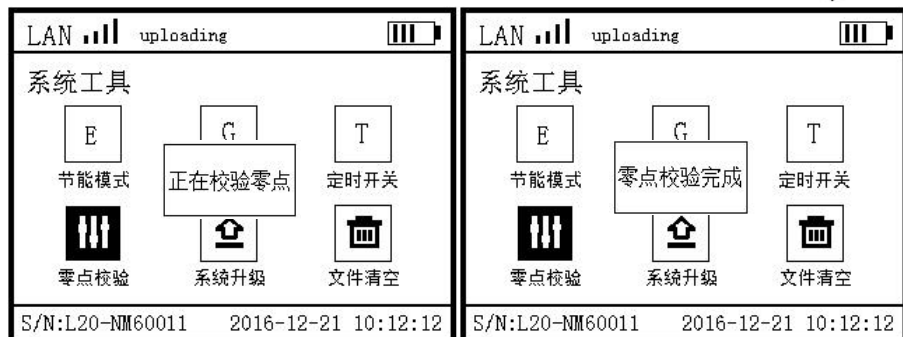 LAN uploading
系统工具
E G T
节能模式 正在校验零点 定时开关
零点校验 系统升级 文件清空
S/N:L20-NM60011 2016-12-21 10:12:12
LAN uploading
系统工具
E G T
节能模式 零点校验完成 定时开关
零点校验 系统升级 文件清空
S/N:L20-NM60011 2016-12-21 10:12:12